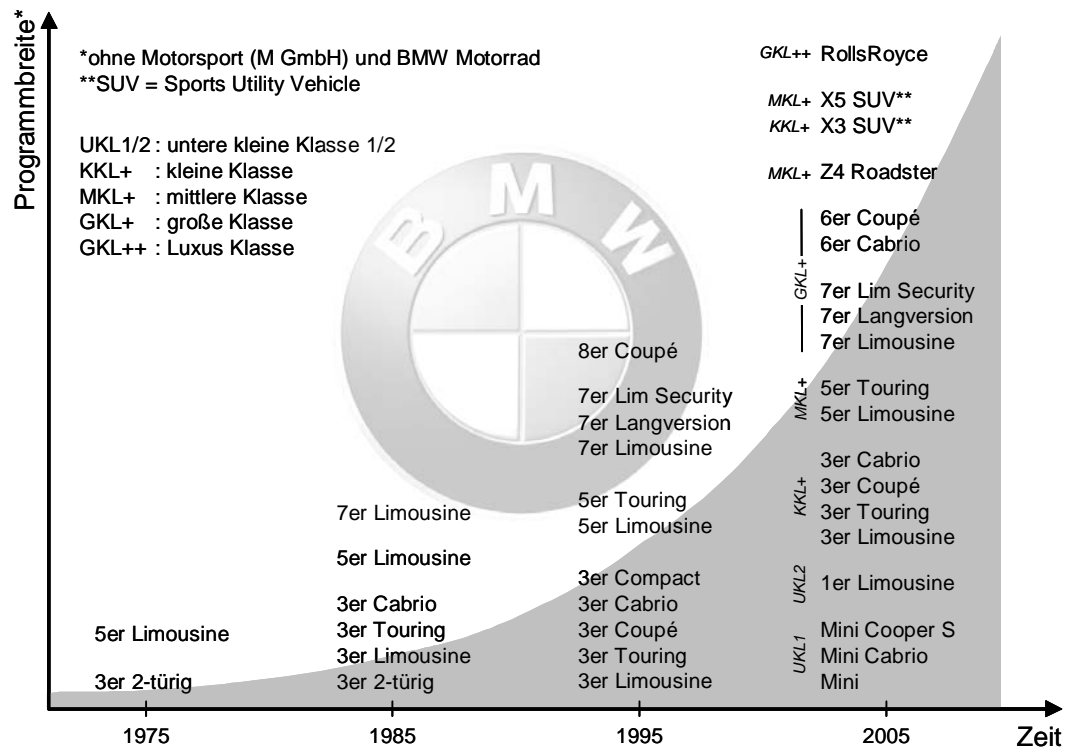 Programmbreite*
*ohne Motorsport (M GmbH) und BMW Motorrad
**SUV = Sports Utility Vehicle
UKL1/2 : untere kleine Klasse 1/2
KKL+ : kleine Klasse
MKL+ : mittlere Klasse
GKL+ : große Klasse
GKL++ : Luxus Klasse
BMW
5er Limousine
3er 2-türig
7er Limousine
5er Limousine
3er Cabrio
3er Touring
3er Limousine
3er 2-türig
8er Coupé
7er Lim Security
7er Langversion
7er Limousine
5er Touring
5er Limousine
3er Compact
3er Cabrio
3er Coupé
3er Touring
3er Limousine
GKL++ RollsRoyce
MKL+ X5 SUV**
KKL+ X3 SUV**
MKL+ Z4 Roadster
GKL+
6er Coupé
6er Cabrio
7er Lim Security
7er Langversion
7er Limousine
MKL+
5er Touring
5er Limousine
KKL+
3er Cabrio
3er Coupé
3er Touring
3er Limousine
UKL2
1er Limousine
UKL1
Mini Cooper S
Mini Cabrio
Mini
1975 1985 1995 2005 Zeit